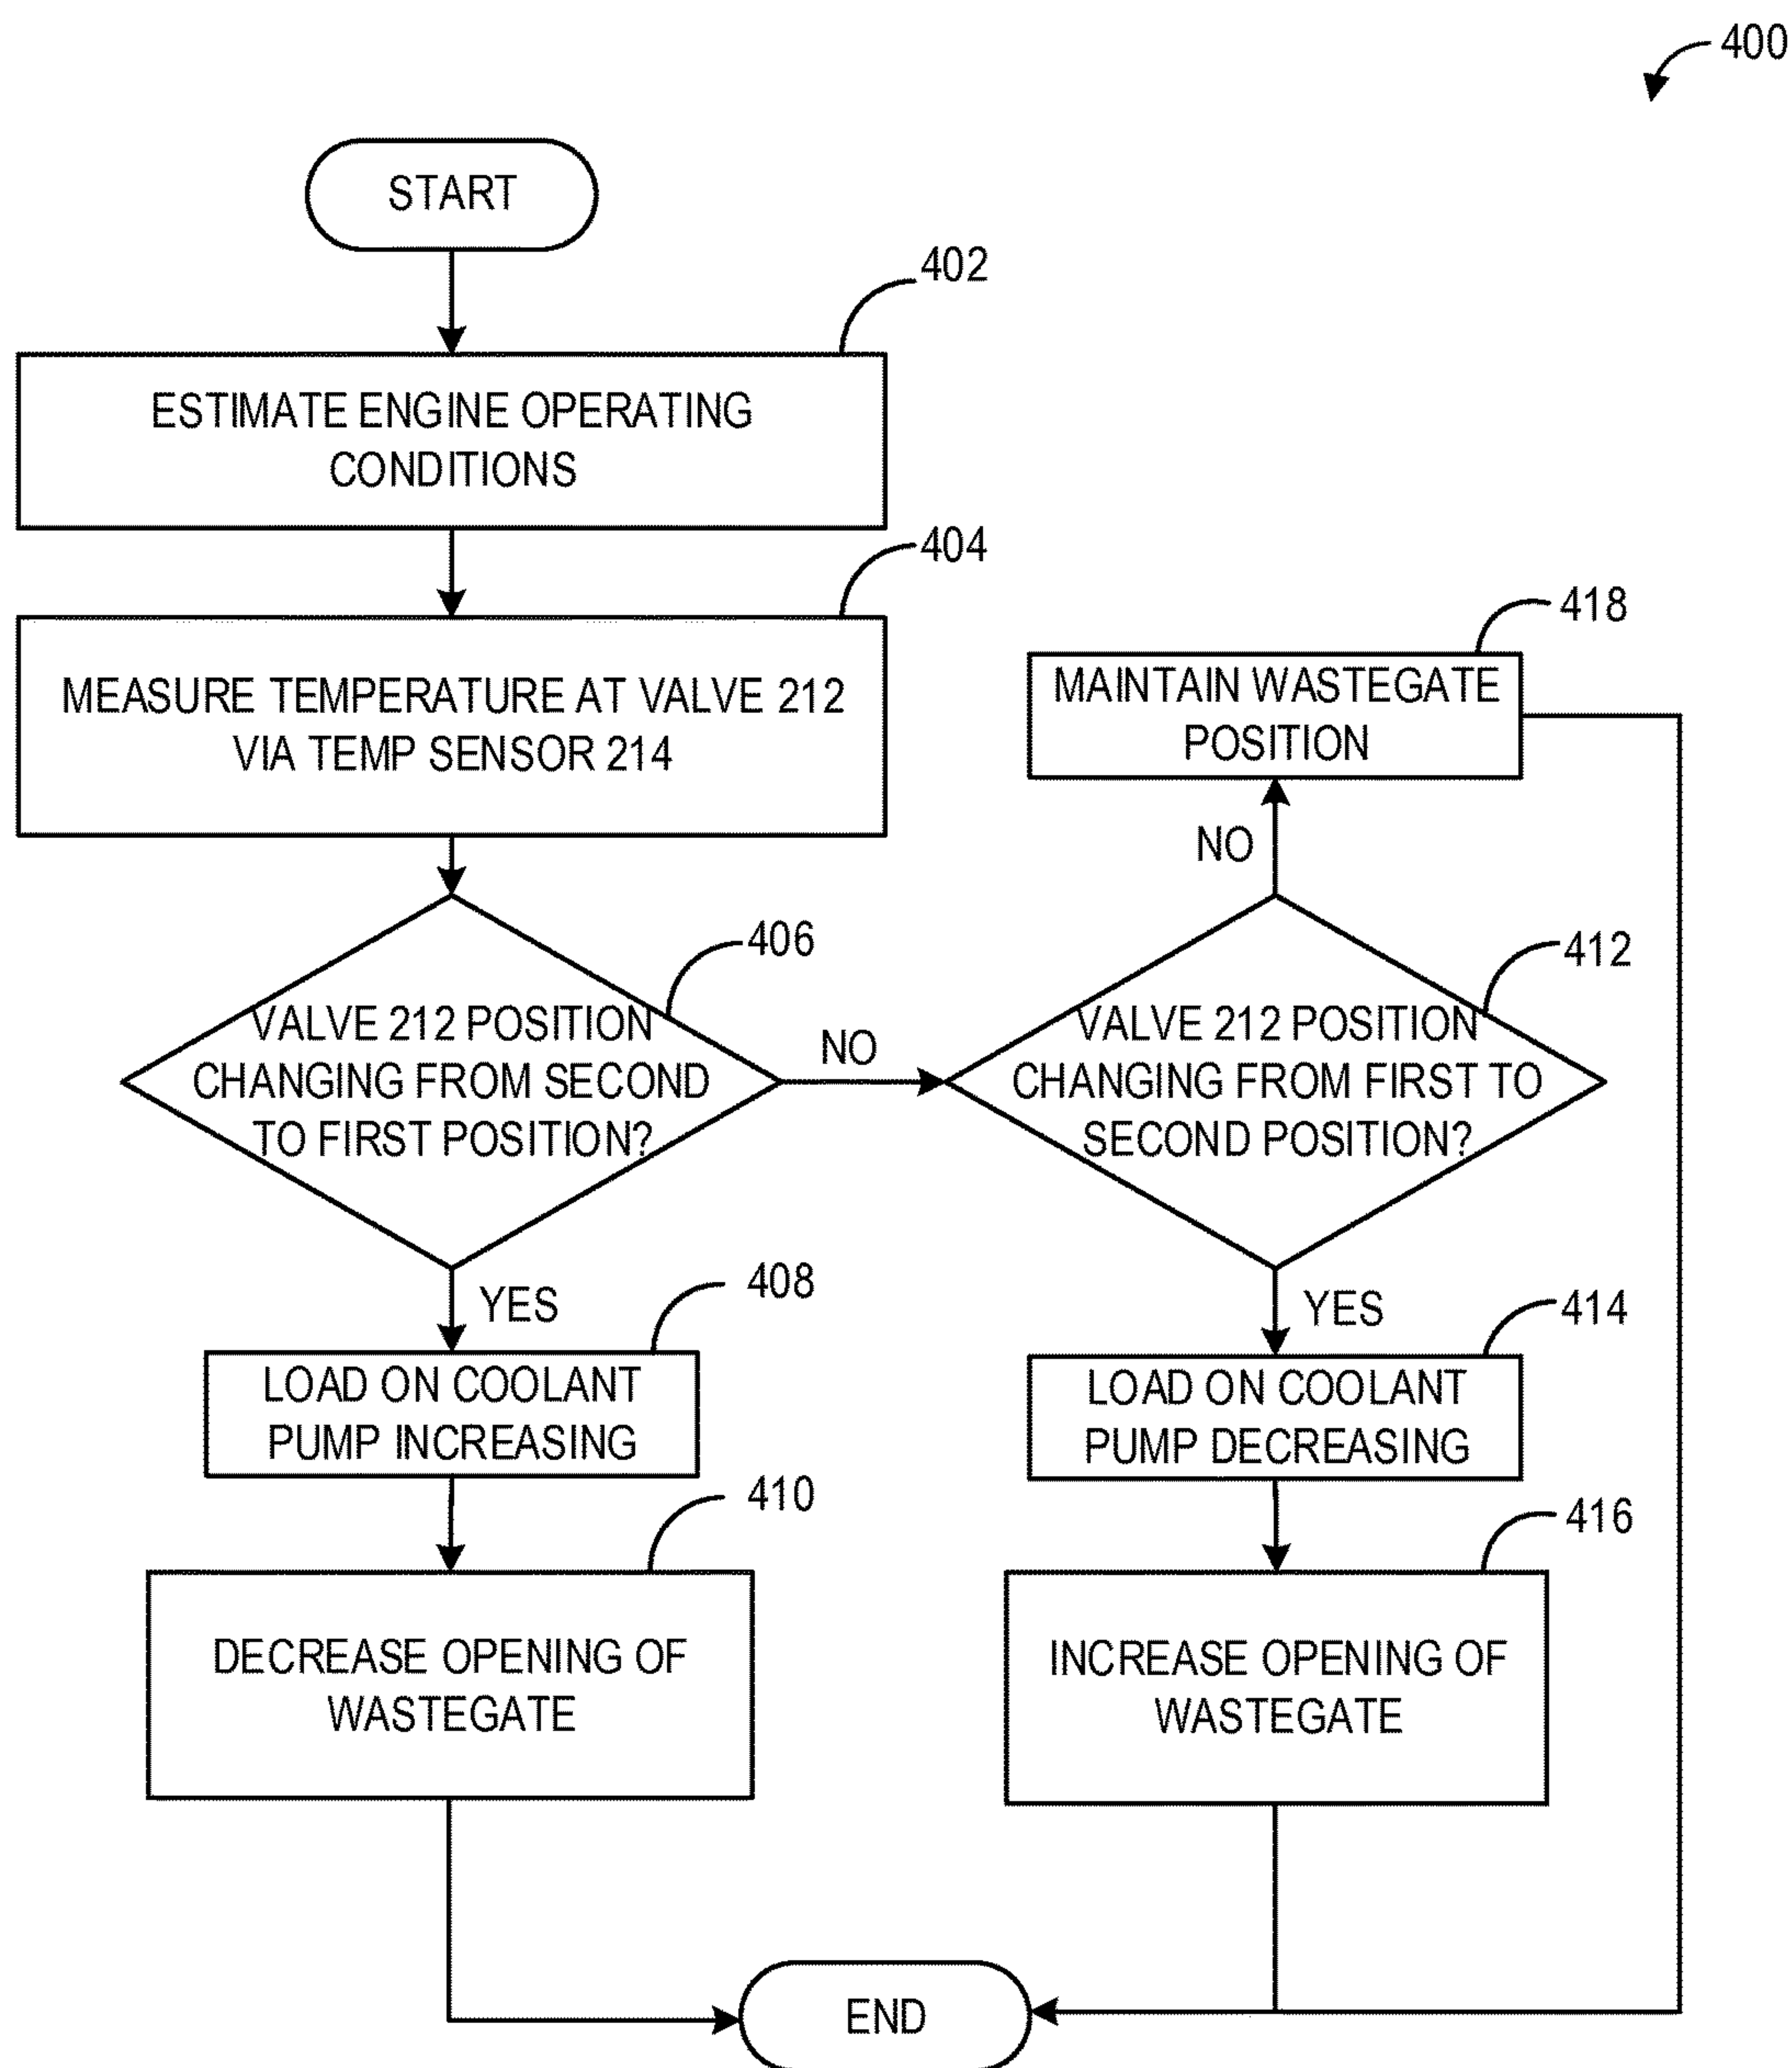 400
START
402
ESTIMATE ENGINE OPERATING
CONDITIONS
404
MEASURE TEMPERATURE AT VALVE 212
VIA TEMP SENSOR 214
418
MAINTAIN WASTEGATE
POSITION
NO
406
VALVE 212 POSITION
CHANGING FROM SECOND
TO FIRST POSITION?
NO
412
VALVE 212 POSITION
CHANGING FROM FIRST TO
SECOND POSITION?
YES
408
LOAD ON COOLANT
PUMP INCREASING
YES
414
LOAD ON COOLANT
PUMP DECREASING
410
DECREASE OPENING OF
WASTEGATE
416
INCREASE OPENING OF
WASTEGATE
END